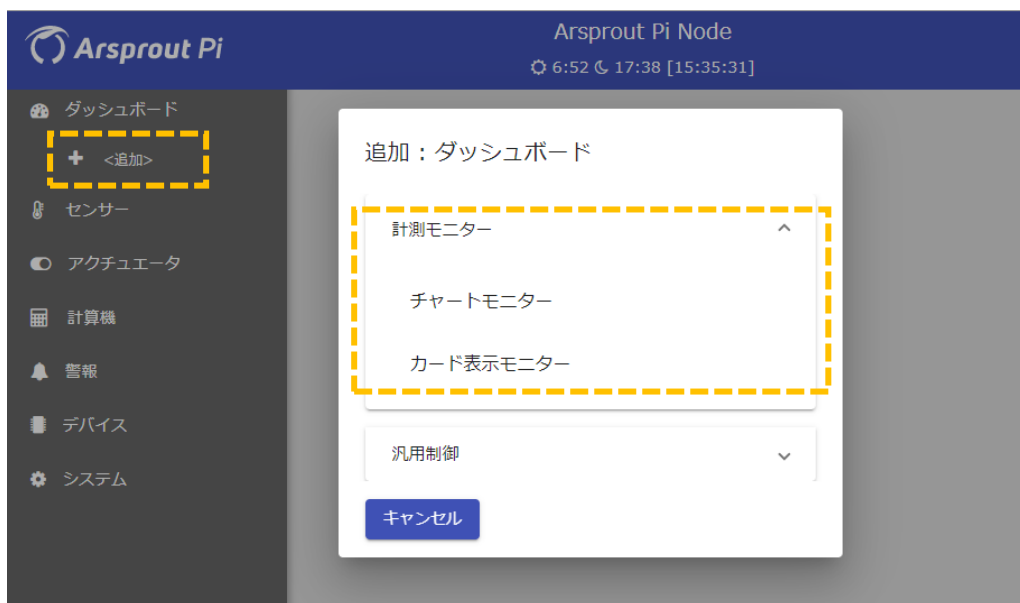 Arsprout Pi
Arsprout Pi Node
6:52 17:38 [15:35:31]
ダッシュボード
<追加>
センサー
アクチュエータ
計算機
警報
デバイス
システム
追加：ダッシュボード
計測モニター
チャートモニター
カード表示モニター
汎用制御
キャンセル